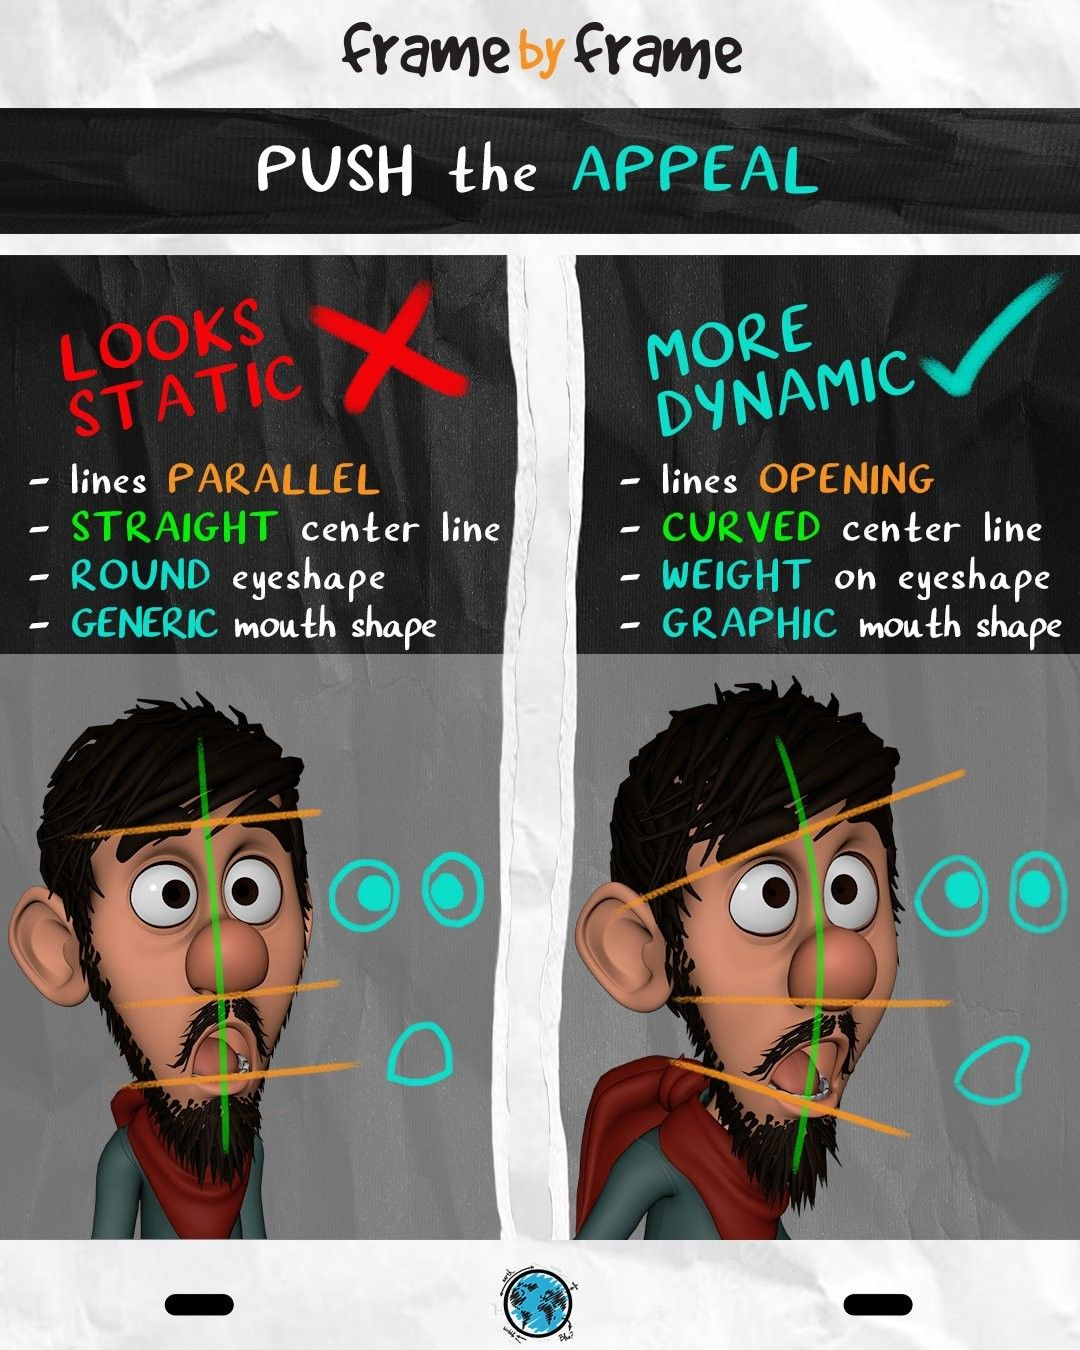 frame by frame
PUSH the APPEAL
LOOKS
STATIC
- lines PARALLEL
- STRAIGHT center line
- ROUND eyeshape
- GENERIC mouth shape
MORE
DYNAMIC
- lines OPENING
- CURVED center line
- WEIGHT on eyeshape
- GRAPHIC mouth shape